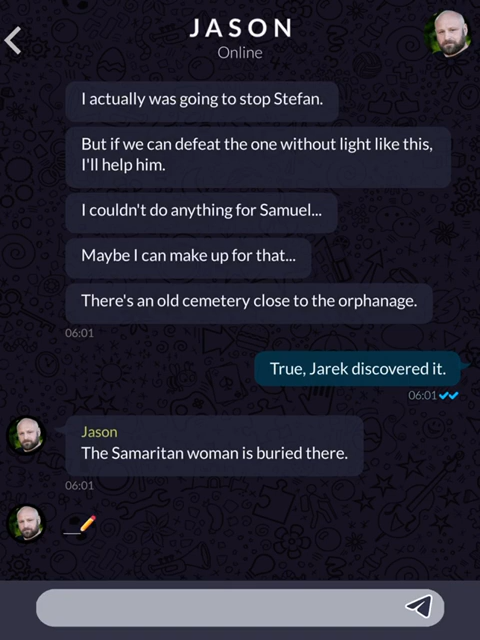 JASON
Online
I actually was going to stop Stefan.
But if we can defeat the one without light like this,
I'll help him.
I couldn't do anything for Samuel...
Maybe I can make up for that...
There's an old cemetery close to the orphanage.
06:01
True, Jarek discovered it.
06:01
Jason
The Samaritan woman is buried there.
06:01